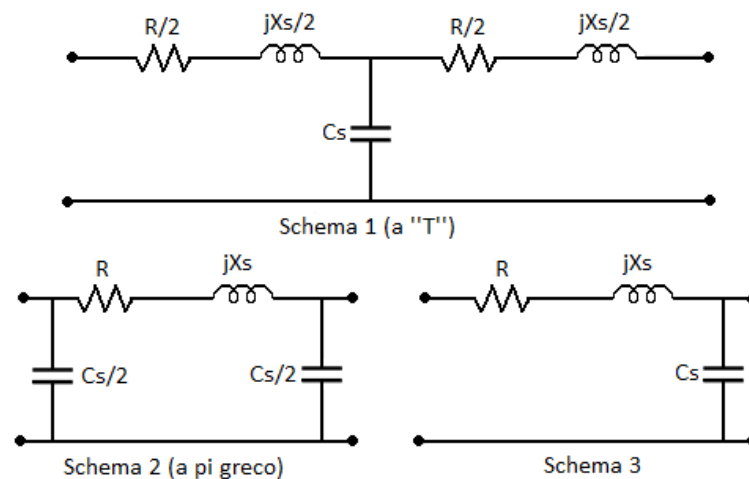 R/2 jXs/2 R/2 jXs/2
Cs
Schema 1 (a "T")
R jXs
Cs/2 Cs/2
Schema 2 (a pi greco)
R jXs
Cs
Schema 3